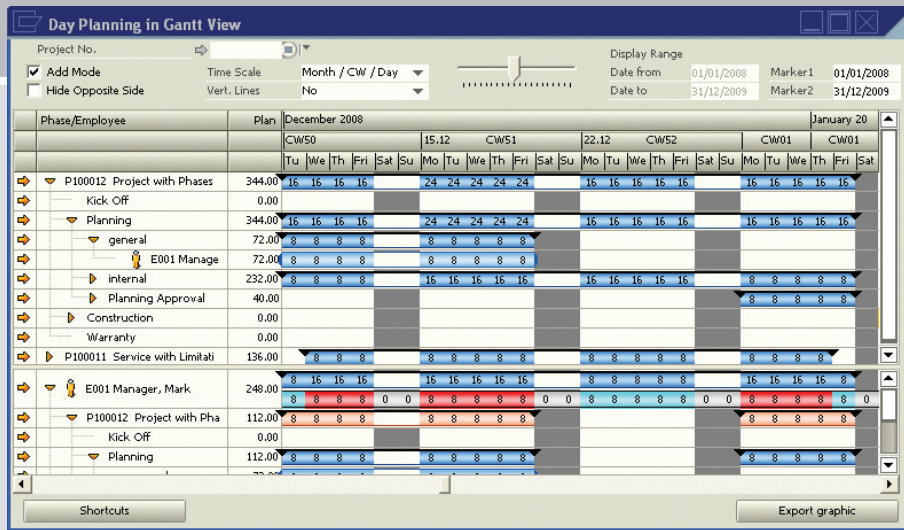 Day Planning in Gantt View
Project No.
Display Range
Add Mode Time Scale Month / CW / Day Date from 01/01/2008 Marker1 01/01/2008
Hide Opposite Side Vert. Lines No Date to 31/12/2009 Marker2 31/12/2009
Phase/Employee Plan December 2008 January 20
CW50 15.12 CW51 22.12 CW52 CW01 CW01
Tu We Th Fri Sat Su Mo Tu We Th Fri Sat Su Mo Tu We Th Fri Sat Su Mo Tu We Th Fri Sat
P100012 Project with Phases 344.00 16 16 16 16 24 24 24 24 24 16 16 16 16 16 16 16 16 16 16
Kick Off 0.00
Planning 344.00 16 16 16 16 24 24 24 24 24 16 16 16 16 16 16 16 16 16 16
general 72.00 8 8 8 8 8 8 8 8 8
E001 Manage 72.00 8 8 8 8 8 8 8 8 8
internal 232.00 8 8 8 8 16 16 16 16 16 16 16 16 16 16 8 8 8 8 8
Planning Approval 40.00 8 8 8 8 8
Construction 0.00
Warranty 0.00
P100011 Service with Limitati 136.00 8 8 8 8 8 8 8 8 8 8 8 8 8 8 8 8 8
8 16 16 16 16 16 16 16 16 8 8 8 8 8 16 16 16 16 8
E001 Manager, Mark 248.00
8 8 8 8 0 0 8 8 8 8 8 0 0 8 8 8 8 8 0 0 8 8 8 8 8 0
P100012 Project with Pha 112.00 8 8 8 8 8 8 8 8 8 8 8 8 8 8
Kick Off 0.00
Planning 112.00 8 8 8 8 8 8 8 8 8 8 8 8 8 8
Shortcuts Export graphic